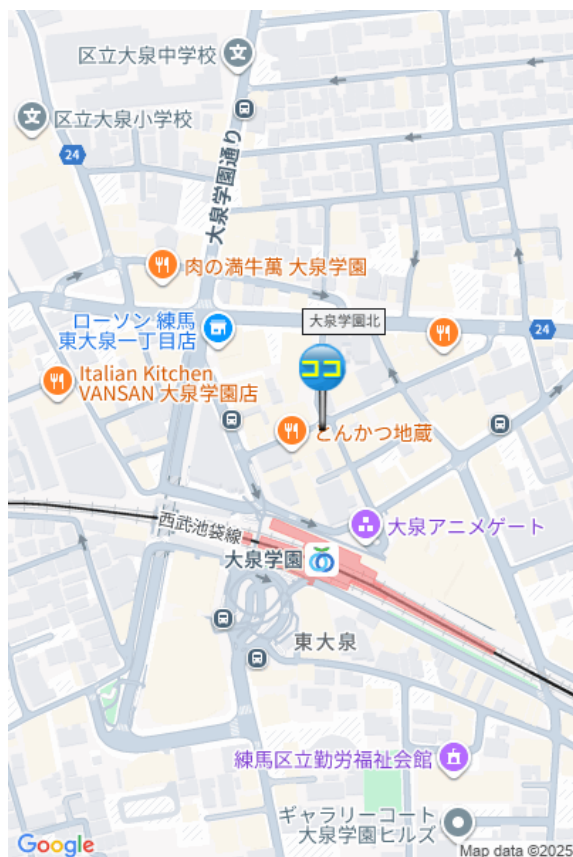 区立大泉中学校
区立大泉小学校
24
大泉学園通り
肉の満牛萬 大泉学園
ローソン 練馬
東大泉一丁目店
大泉学園北
24
ココ
Italian Kitchen
VANSAN 大泉学園店
とんかつ地蔵
西武池袋線
大泉アニメゲート
大泉学園
東大泉
練馬区立勤労福祉会館
ギャラリーコート
大泉学園ヒルズ
Google
Map data ©2025